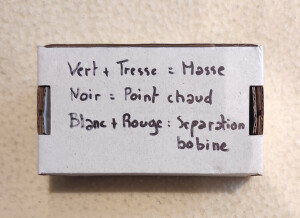 Vert + Tresse = Masse
Noir = Point chaud
Blanc + Rouge : Separation
bobine